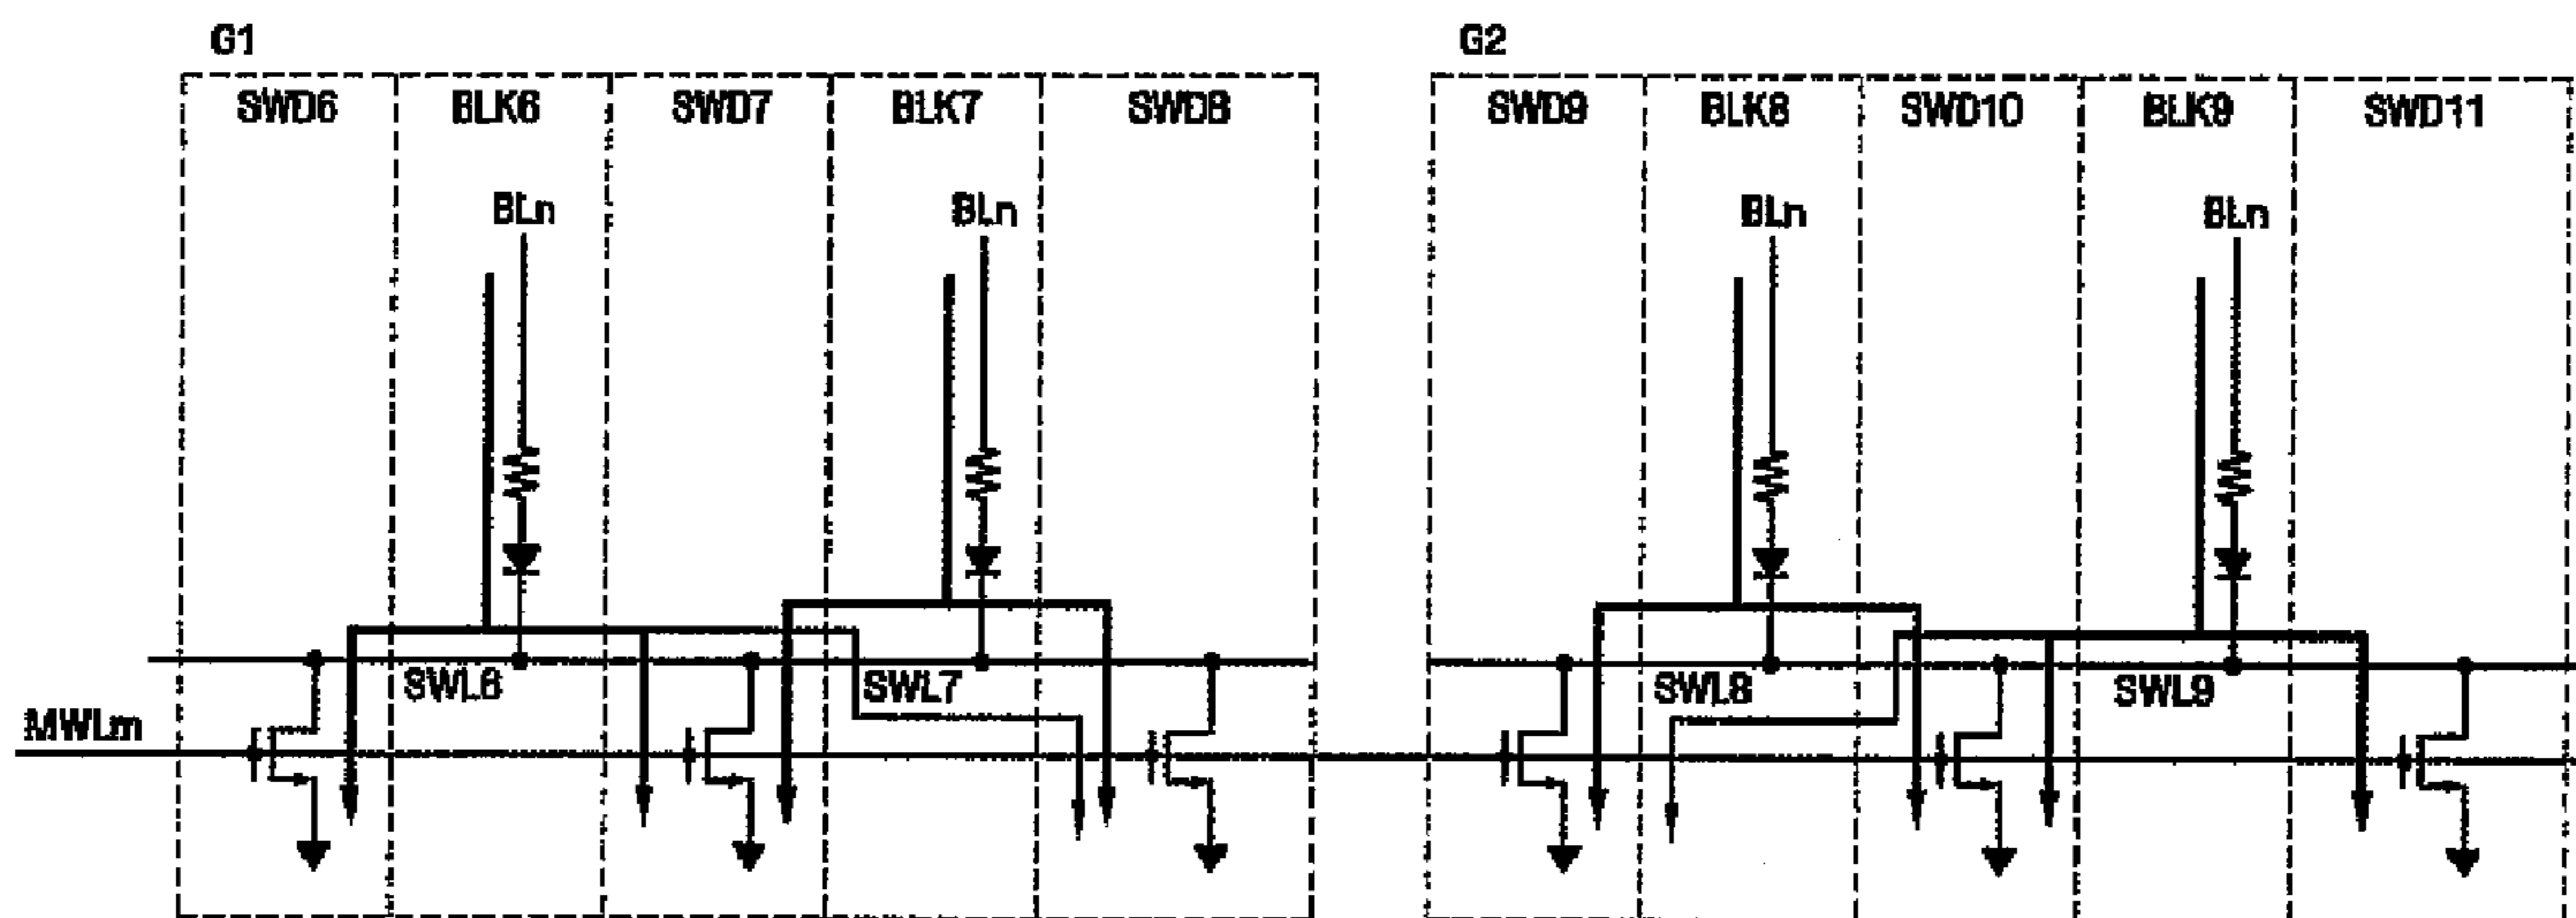 G1 G2
SWD6 BLK6 SWD7 BLK7 SWD8 SWD9 BLK8 SWD10 BLK9 SWD11
BLn BLn BLn BLn
SWL6 SWL7 SWL8 SWL9
MWLm